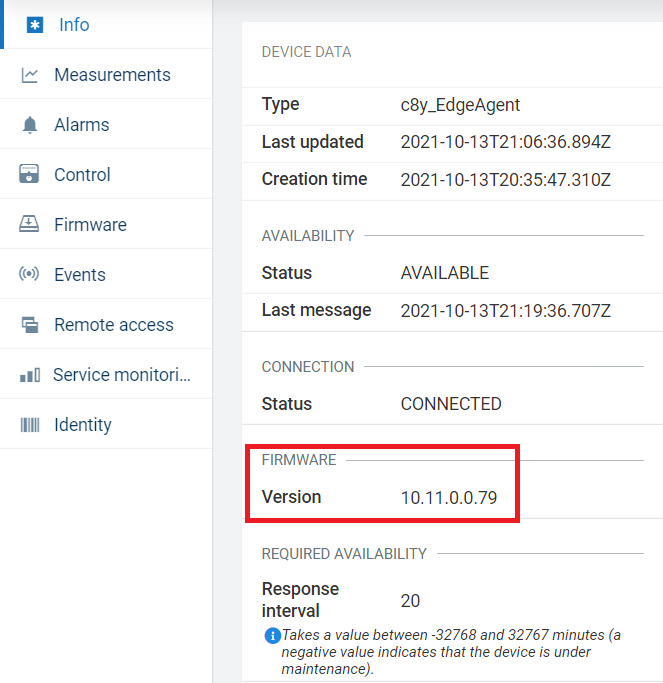 Info
Measurements
Alarms
Control
Firmware
Events
Remote access
Service monitori...
Identity
DEVICE DATA
Type c8y_EdgeAgent
Last updated 2021-10-13T21:06:36.894Z
Creation time 2021-10-13T20:35:47.310Z
AVAILABILITY
Status AVAILABLE
Last message 2021-10-13T21:19:36.707Z
CONNECTION
Status CONNECTED
FIRMWARE
Version 10.11.0.0.79
REQUIRED AVAILABILITY
Response
interval 20
Takes a value between -32768 and 32767 minutes (a
negative value indicates that the device is under
maintenance).